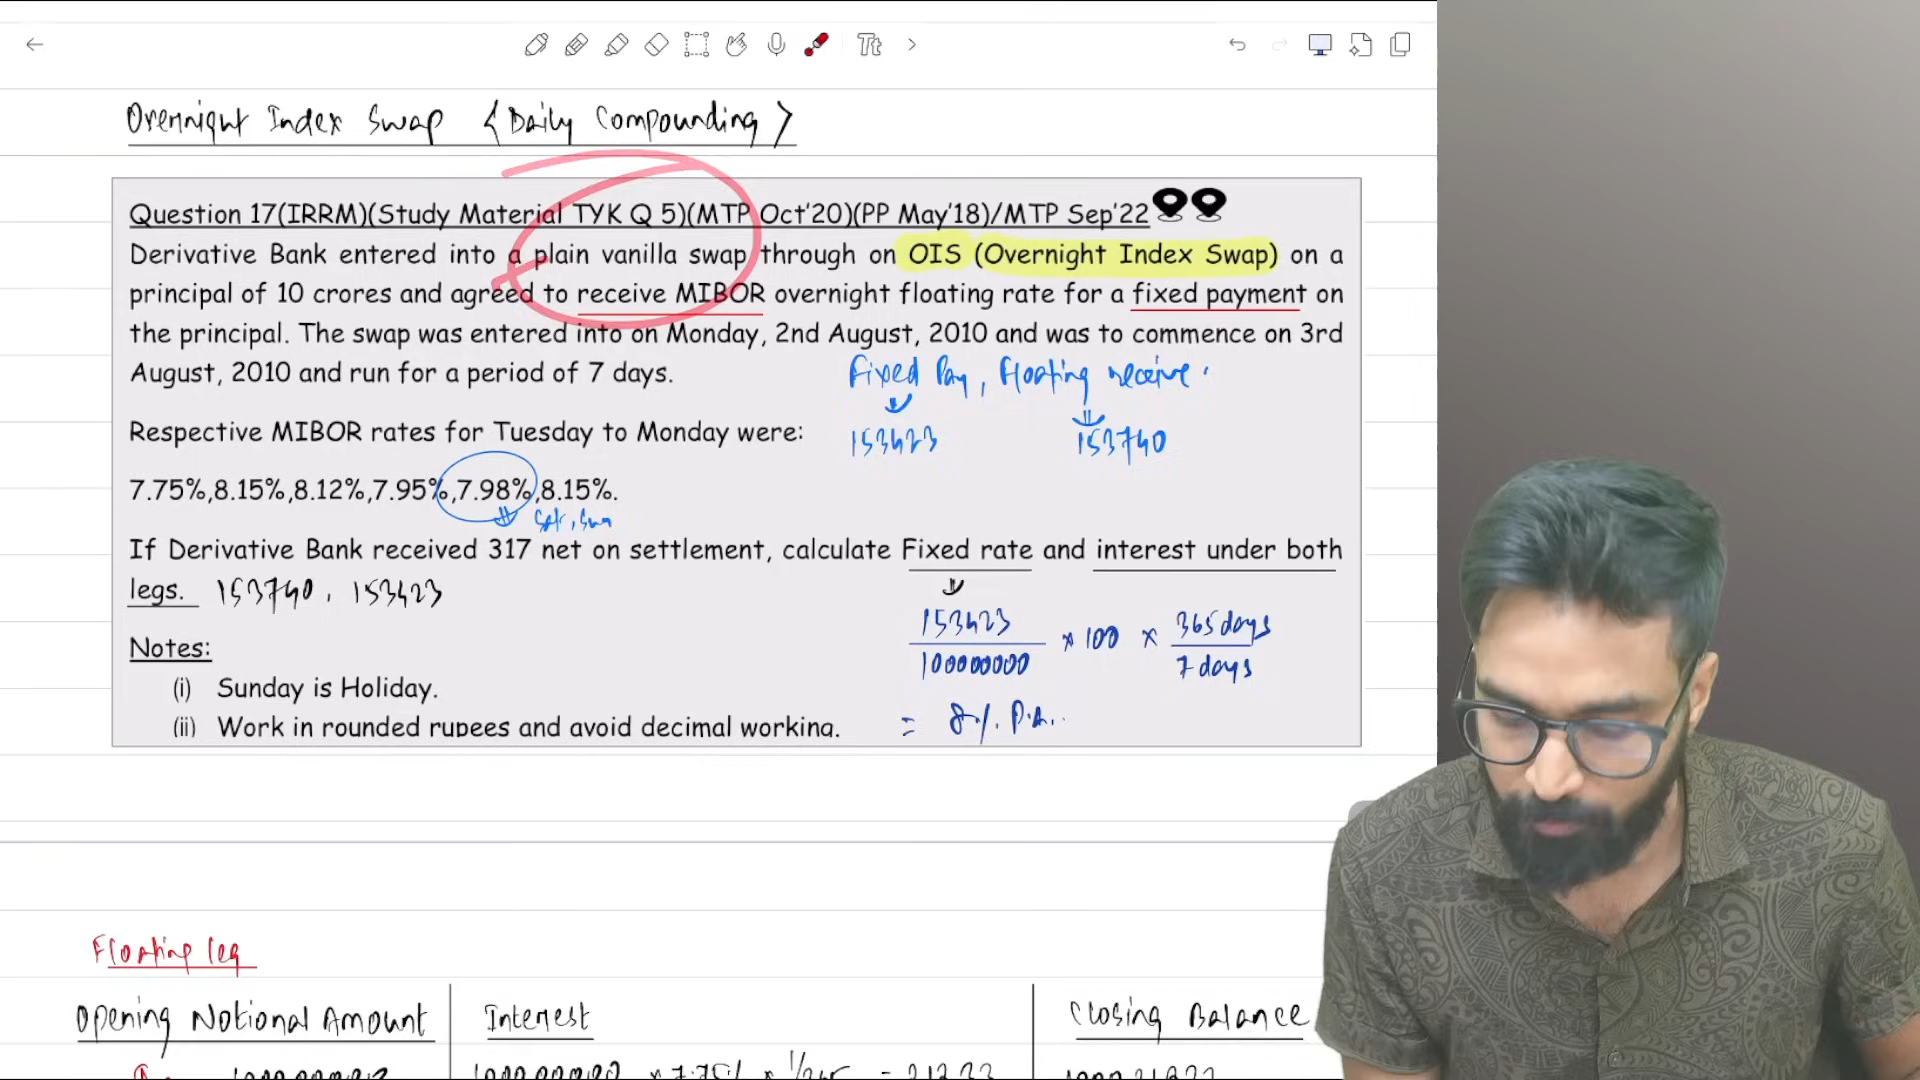 Tt
Overnight Index Swap <Daily Compounding>
Question 17(IRRM)(Study Material TYK Q 5)(MTP Oct'20)(PP May'18)/MTP Sep'22
Derivative Bank entered into a plain vanilla swap through on OIS (Overnight Index Swap) on a
principal of 10 crores and agreed to receive MIBOR overnight floating rate for a fixed payment on
the principal. The swap was entered into on Monday, 2nd August, 2010 and was to commence on 3rd
August, 2010 and run for a period of 7 days.
Fixed Pay, Floating receive.
153423 153740
Respective MIBOR rates for Tuesday to Monday were:
7.75%,8.15%,8.12%,7.95%,7.98%,8.15%.
Sat, Sun
If Derivative Bank received 317 net on settlement, calculate Fixed rate and interest under both
legs. 153740, 153423
153423 / 100000000 × 100 × 365 days / 7 days
= 8% P.A.
Notes:
(i) Sunday is Holiday.
(ii) Work in rounded rupees and avoid decimal working.
Floating leg
Opening Notional Amount Interest Closing Balance